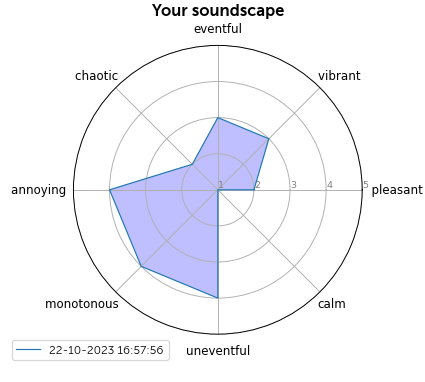 Your soundscape
eventful
chaotic
vibrant
annoying
1 2 3 4 5
pleasant
monotonous
calm
22-10-2023 16:57:56
uneventful